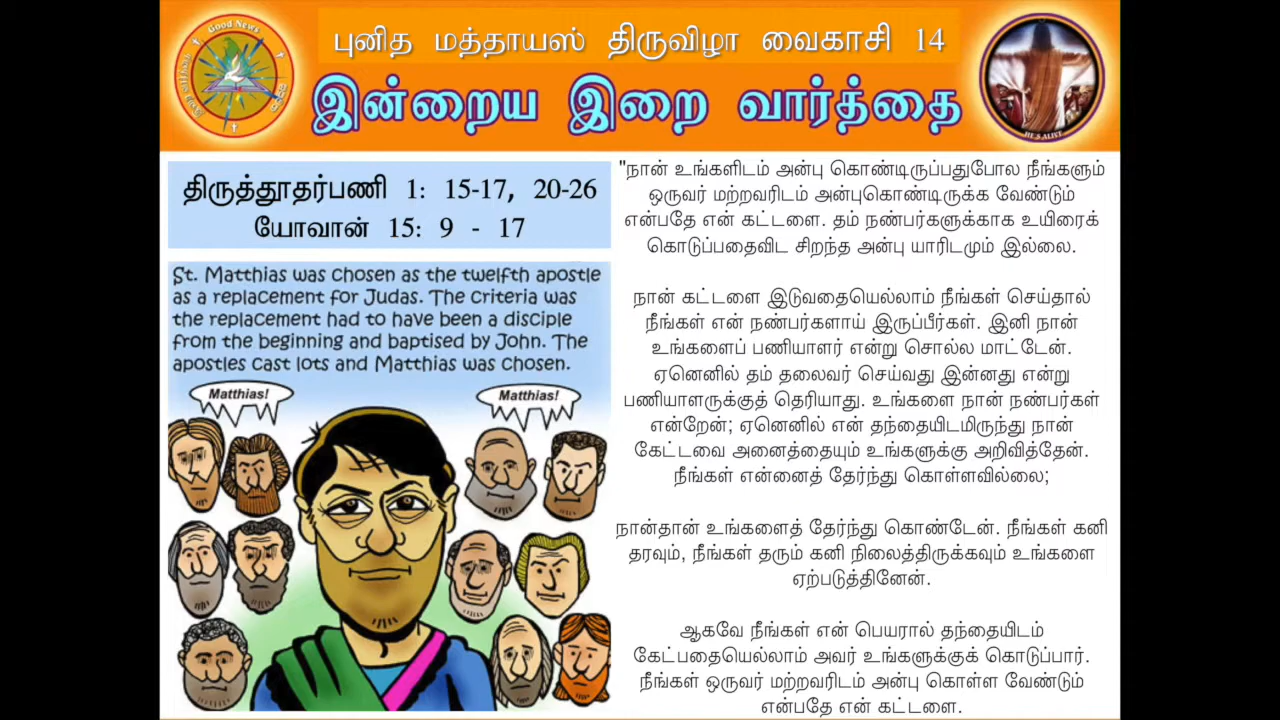 Good News
புனித மத்தாயஸ் திருவிழா வைகாசி 14
இன்றைய இறை வார்த்தை
HE'S ALIVE
திருத்தூதர்பணி 1: 15-17, 20-26
யோவான் 15: 9 - 17
St. Matthias was chosen as the twelfth apostle
as a replacement for Judas. The criteria was
the replacement had to have been a disciple
from the beginning and baptised by John. The
apostles cast lots and Matthias was chosen.
Matthias!
Matthias!
"நான் உங்களிடம் அன்பு கொண்டிருப்பதுபோல நீங்களும்
ஒருவர் மற்றவரிடம் அன்புகொண்டிருக்க வேண்டும்
என்பதே என் கட்டளை. தம் நண்பர்களுக்காக உயிரைக்
கொடுப்பதைவிட சிறந்த அன்பு யாரிடமும் இல்லை.
நான் கட்டளை இடுவதையெல்லாம் நீங்கள் செய்தால்
நீங்கள் என் நண்பர்களாய் இருப்பீர்கள். இனி நான்
உங்களைப் பணியாளர் என்று சொல்ல மாட்டேன்.
ஏனெனில் தம் தலைவர் செய்வது இன்னது என்று
பணியாளருக்குத் தெரியாது. உங்களை நான் நண்பர்கள்
என்றேன்; ஏனெனில் என் தந்தையிடமிருந்து நான்
கேட்டவை அனைத்தையும் உங்களுக்கு அறிவித்தேன்.
நீங்கள் என்னைத் தேர்ந்து கொள்ளவில்லை;
நான்தான் உங்களைத் தேர்ந்து கொண்டேன். நீங்கள் கனி
தரவும், நீங்கள் தரும் கனி நிலைத்திருக்கவும் உங்களை
ஏற்படுத்தினேன்.
ஆகவே நீங்கள் என் பெயரால் தந்தையிடம்
கேட்பதையெல்லாம் அவர் உங்களுக்குக் கொடுப்பார்.
நீங்கள் ஒருவர் மற்றவரிடம் அன்பு கொள்ள வேண்டும்
என்பதே என் கட்டளை.